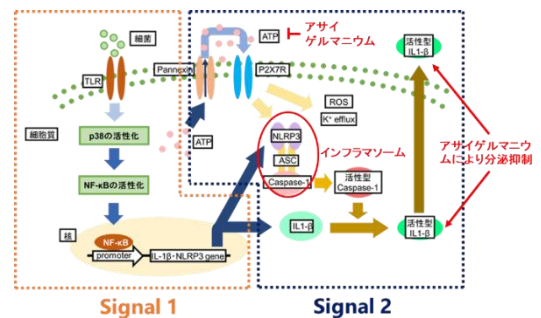 細菌
TLR
細胞質
p38の活性化
NF-κBの活性化
核
NF-κB
promoter
IL-1β・NLRP3 gene
Signal 1
Pannexin
ATP
アサイ
ゲルマニウム
P2X7R
ATP
ROS
K⁺ efflux
NLRP3
ASC
Caspase-1
インフラマソーム
活性型
Caspase-1
IL1-β
活性型
IL1-β
活性型
IL1-β
アサイゲルマニウ
ムにより分泌抑制
Signal 2